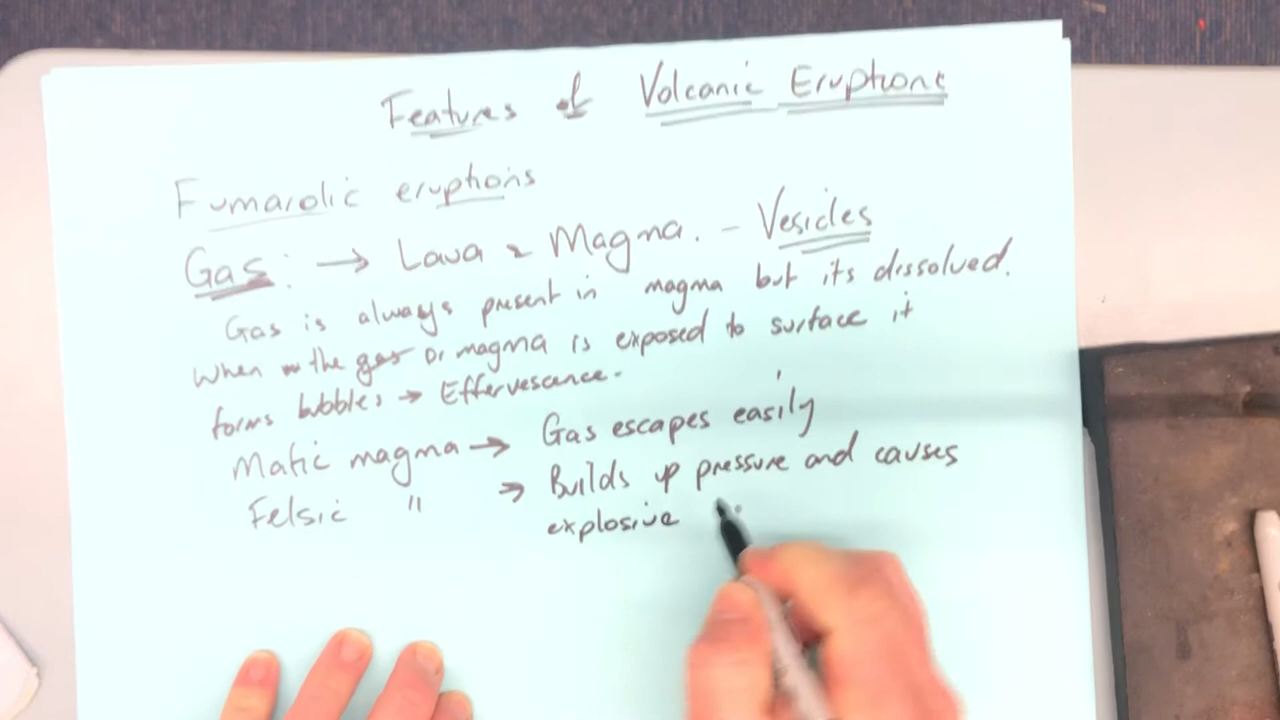 Features of Volcanic Eruptions
Fumarolic eruptions
Gas: → Lava & Magma. - Vesicles
Gas is always present in magma but its dissolved.
When the gas or magma is exposed to surface it
forms bubbles → Effervescance.
Mafic magma → Gas escapes easily
Felsic " → Builds up pressure and causes
explosive